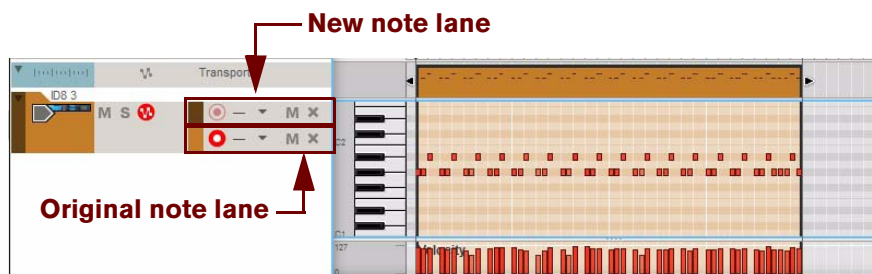 New note lane
Transport
ID8 3
M S
M
M
C2
Original note lane
C1
127
Velocity
0